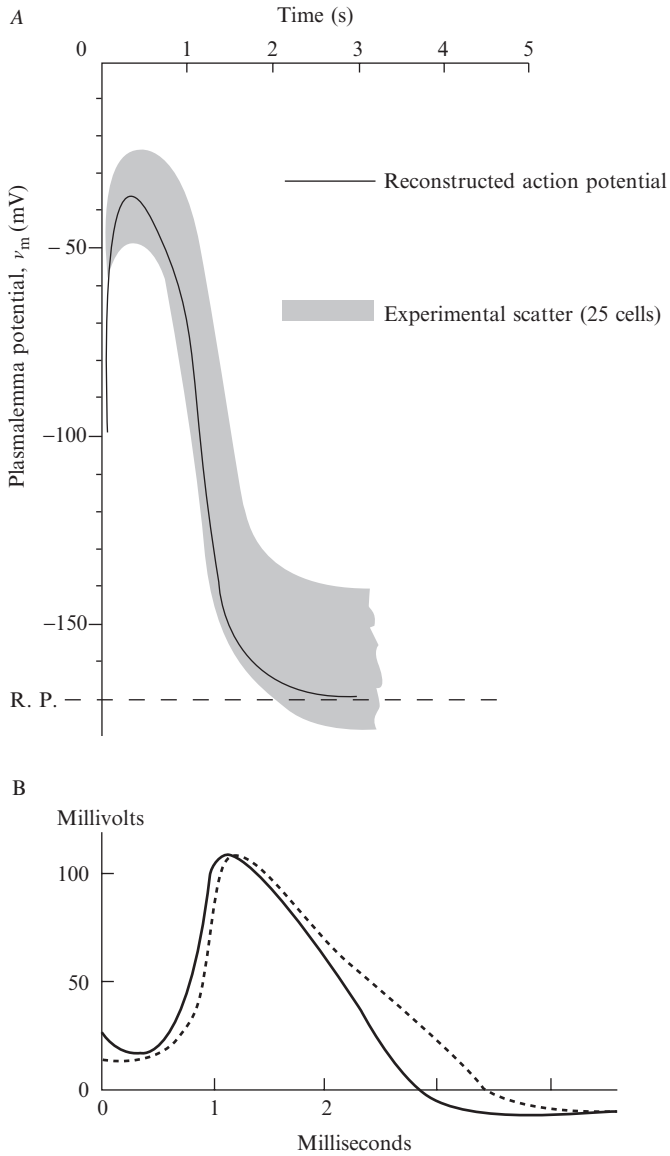 A
Time (s)
0 1 2 3 4 5
Plasmalemma potential, νm (mV)
– 50
–100
–150
R. P.
Reconstructed action potential
Experimental scatter (25 cells)
B
Millivolts
100
50
0
0 1 2
Milliseconds